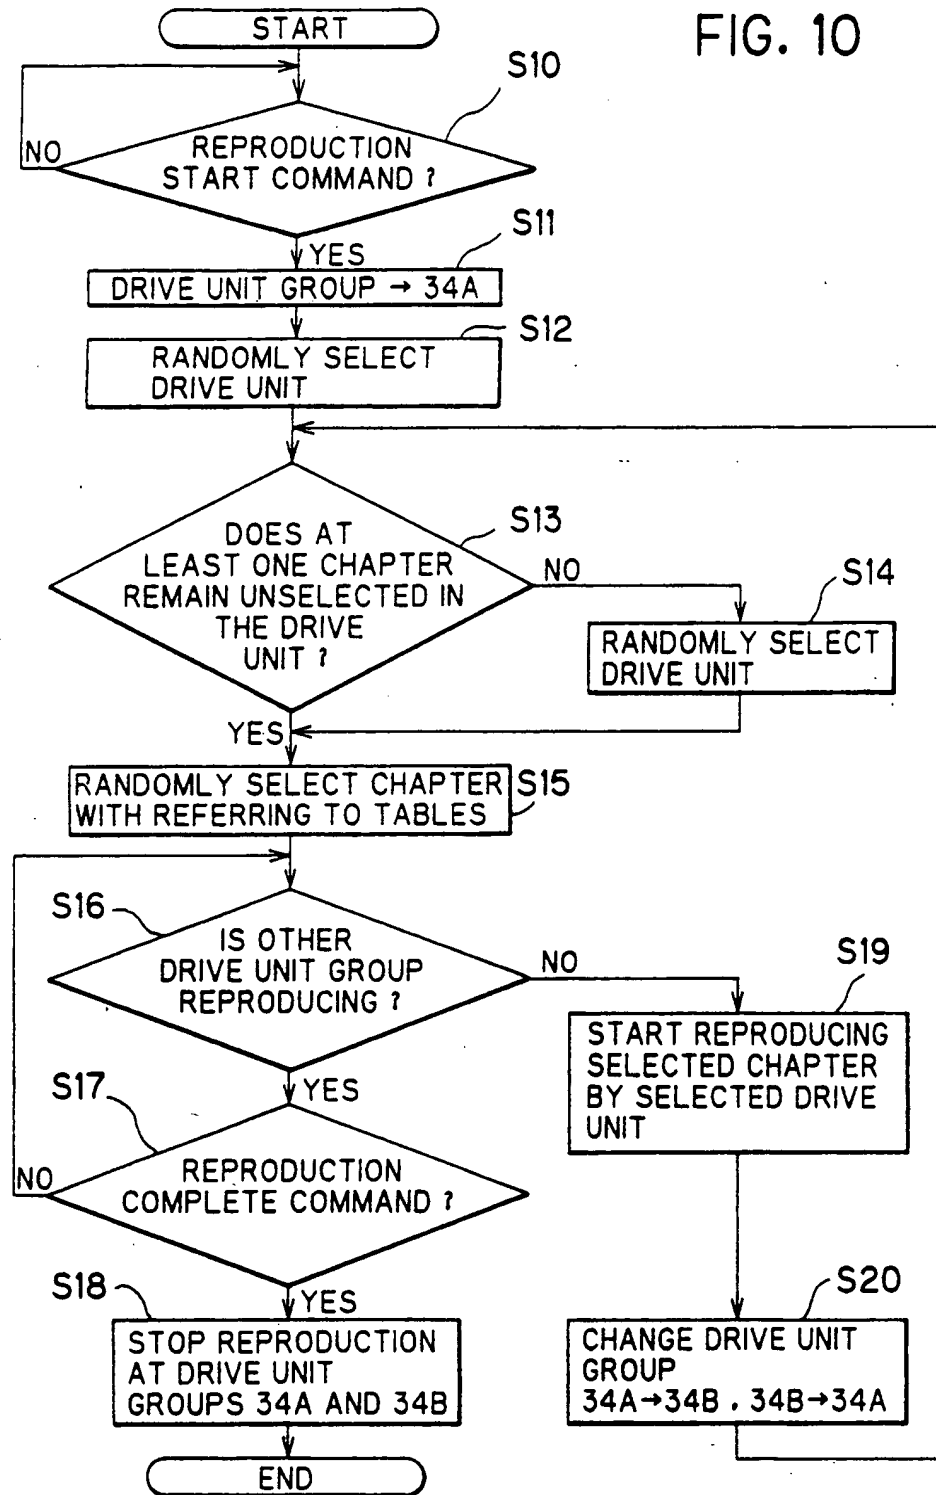 FIG. 10
START
S10
REPRODUCTION
START COMMAND ?
NO
YES
S11
DRIVE UNIT GROUP → 34A
S12
RANDOMLY SELECT
DRIVE UNIT
S13
DOES AT
LEAST ONE CHAPTER
REMAIN UNSELECTED IN
THE DRIVE
UNIT ?
NO
S14
RANDOMLY SELECT
DRIVE UNIT
YES
RANDOMLY SELECT CHAPTER
WITH REFERRING TO TABLES
S15
S16
IS OTHER
DRIVE UNIT GROUP
REPRODUCING ?
NO
S19
START REPRODUCING
SELECTED CHAPTER
BY SELECTED DRIVE
UNIT
YES
S17
REPRODUCTION
COMPLETE COMMAND ?
NO
YES
S18
STOP REPRODUCTION
AT DRIVE UNIT
GROUPS 34A AND 34B
S20
CHANGE DRIVE UNIT
GROUP
34A→34B . 34B→34A
END